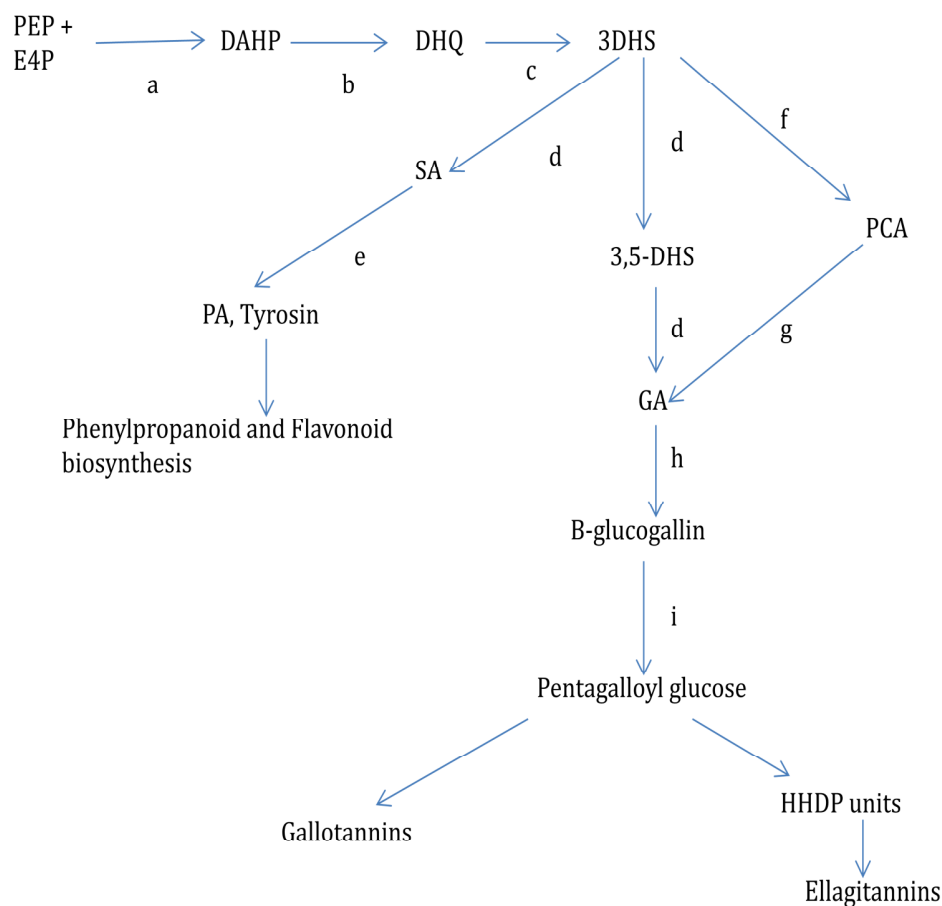 PEP +
E4P
DAHP
DHQ
3DHS
a
b
c
d
d
f
SA
PCA
e
3,5-DHS
PA, Tyrosin
d
g
GA
Phenylpropanoid and Flavonoid
biosynthesis
h
B-glucogallin
i
Pentagalloyl glucose
HHDP units
Gallotannins
Ellagitannins